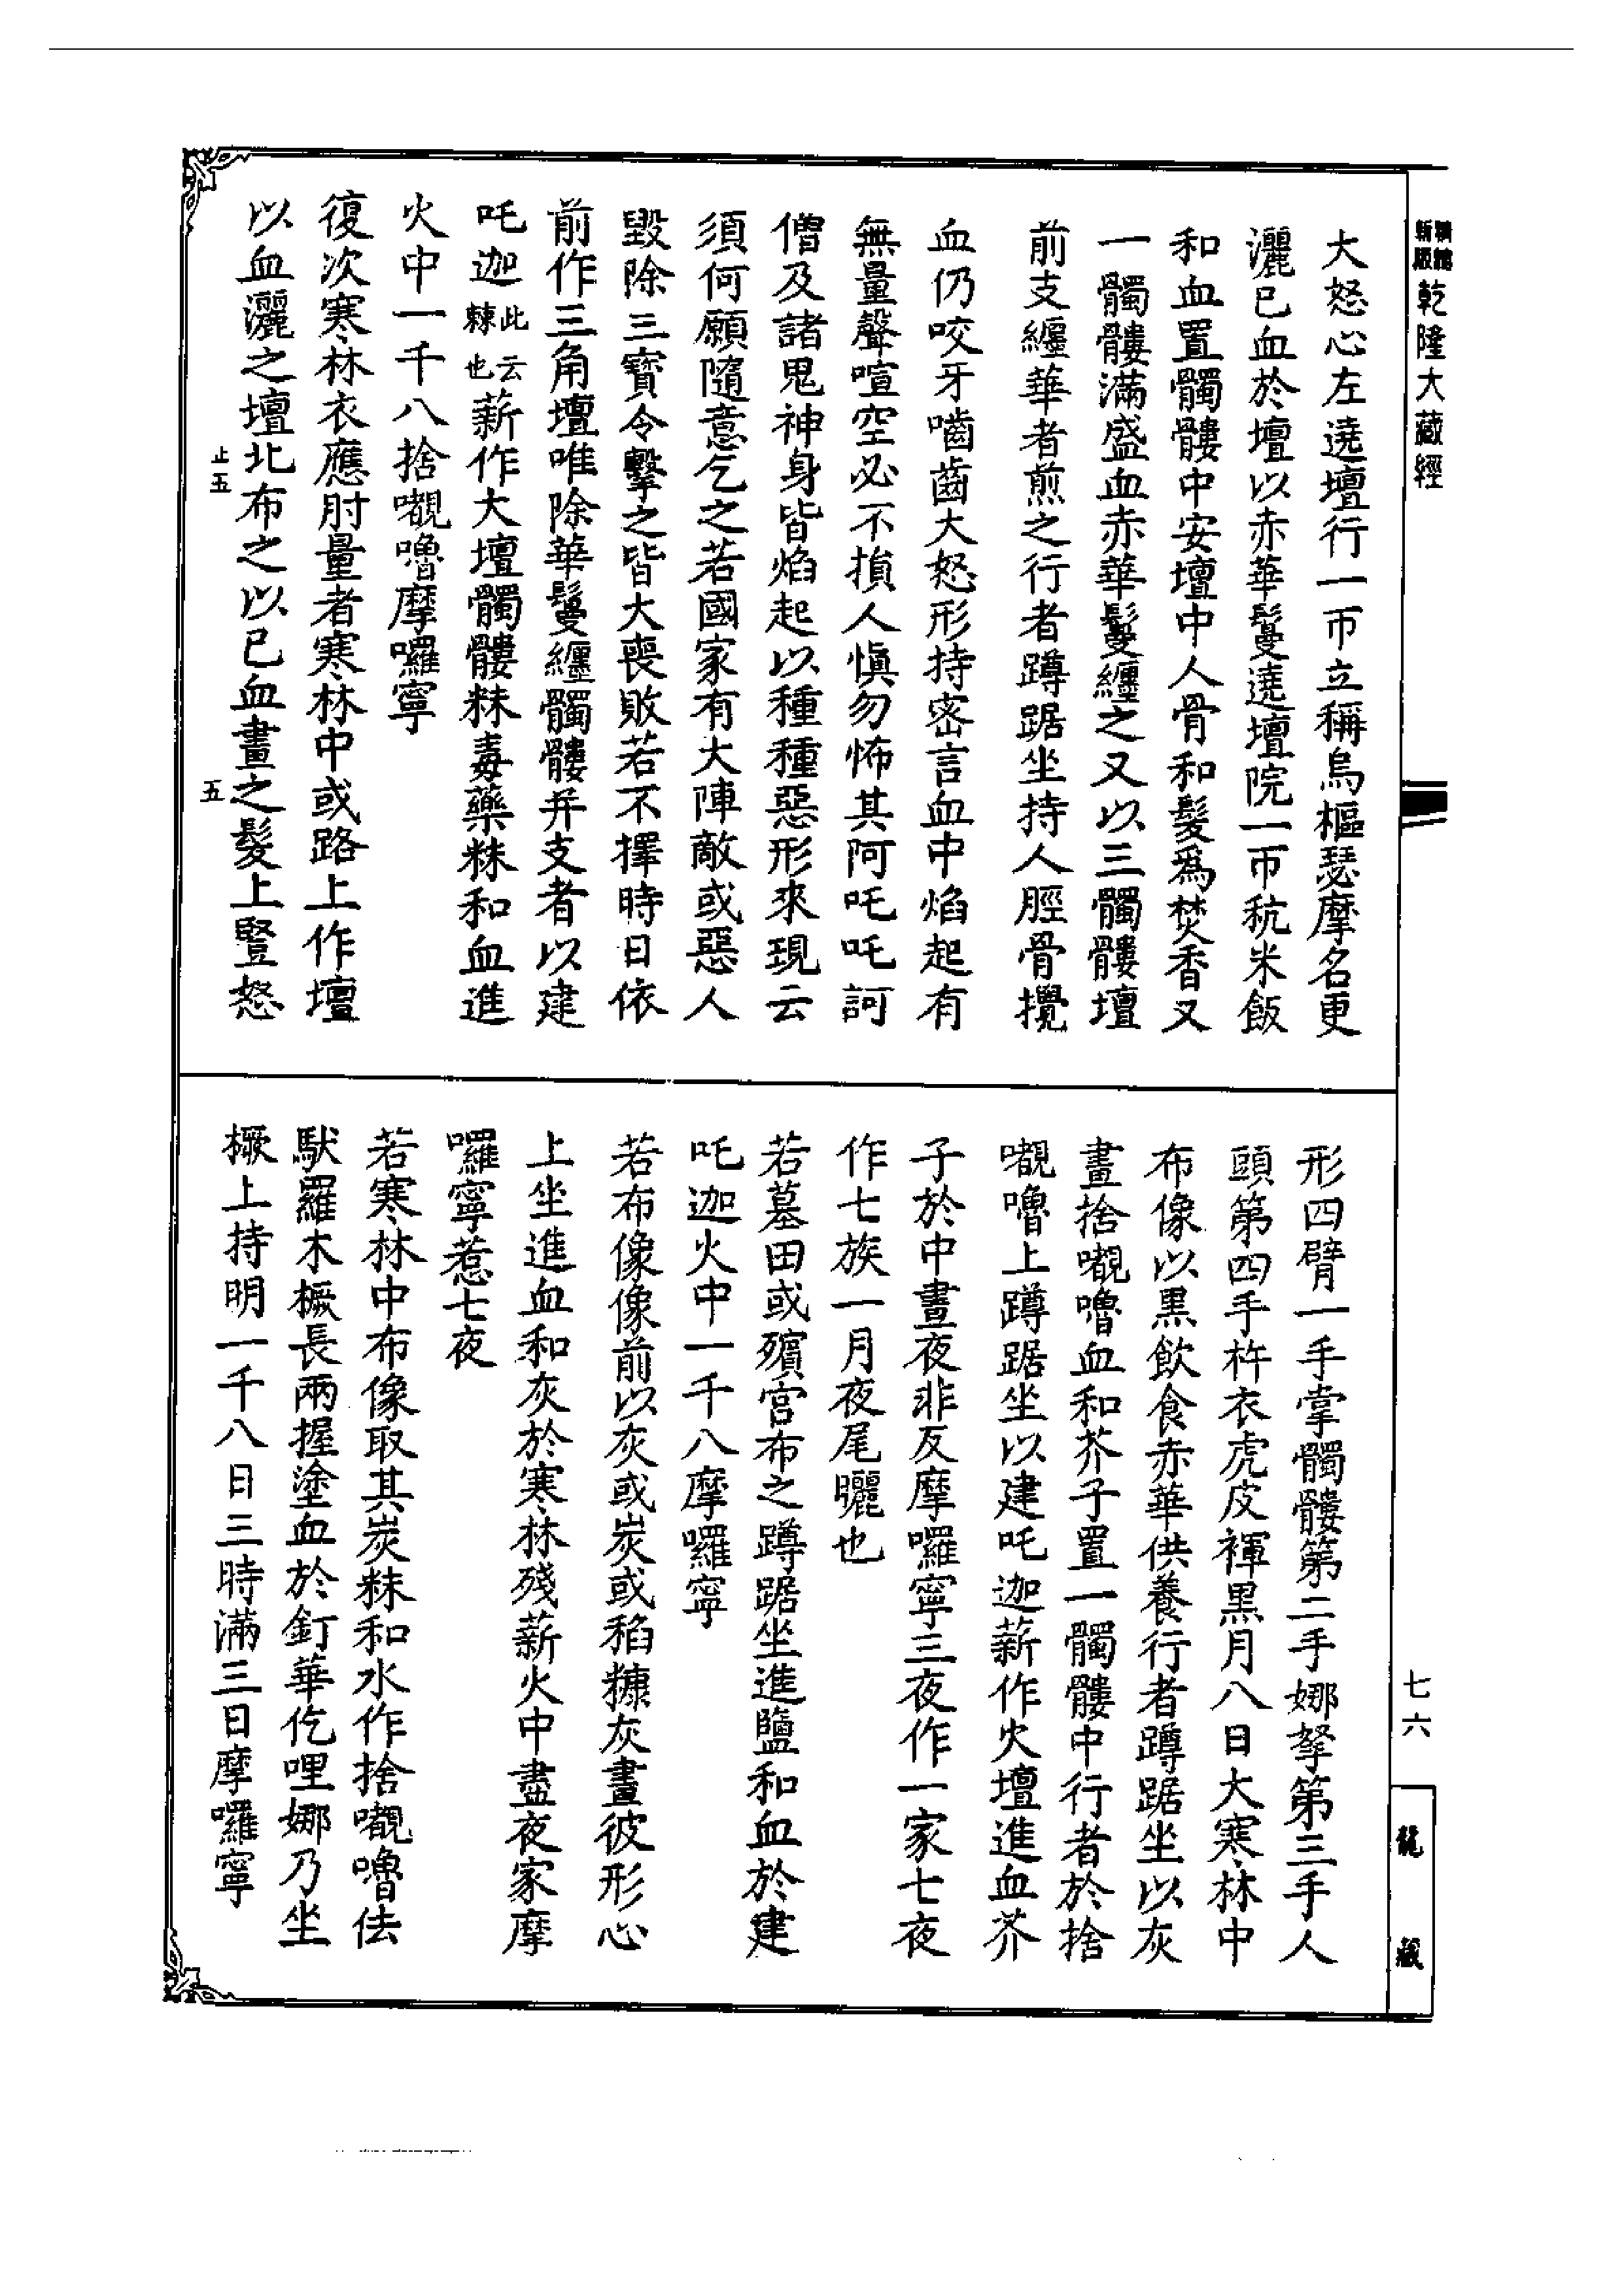 新版乾隆大藏經
大怒心左遶壇行一帀立稱烏樞瑟摩名更
灑已血於壇以赤華鬘遶壇院一帀秔米飯
和血置髑髏中安壇中人骨和髮爲焚香又
一髑髏滿盛血赤華鬘纏之又以三髑髏壇
前支纏華者煎之行者蹲踞坐持人脛骨攪
血仍咬牙嚙齒大怒形持密言血中焰起有
無量聲喧空必不損人愼勿怖其阿吒吒訶
僧及諸鬼神身皆焰起以種種惡形來現云
須何願隨意乞之若國家有大陣敵或惡人
毀除三寶令擊之皆大喪敗若不擇時日依
前作三角壇唯除華鬘纏髑髏并支者以建
吒迦此云棘也薪作大壇髑髏粖毒藥粖和血進
火中一千八捨嚫嚕摩囉寧
復次寒林衣應肘量者寒林中或路上作壇
以血灑之壇北布之以已血畫之髮上豎怒
止五
五
形四臂一手掌髑髏第二手娜拏第三手人
頭第四手杵衣虎皮褌黑月八日大寒林中
布像以黑飲食赤華供養行者蹲踞坐以灰
畫捨嚫嚕血和芥子置一髑髏中行者於捨
嚫嚕上蹲踞坐以建吒迦薪作火壇進血芥
子於中晝夜非反摩囉寧三夜作一家七夜
作七族一月夜尾曬也
若墓田或殯宮布之蹲踞坐進鹽和血於建
吒迦火中一千八摩囉寧
若布像像前以灰或炭或稻糠灰畫彼形心
上坐進血和灰於寒林殘薪火中盡夜家摩
囉寧惹七夜
若寒林中布像取其炭粖和水作捨嚫嚕佉
馱羅木橛長兩握塗血於釘華仡哩娜乃坐
橛上持明一千八日三時滿三日摩囉寧
七六
龍藏